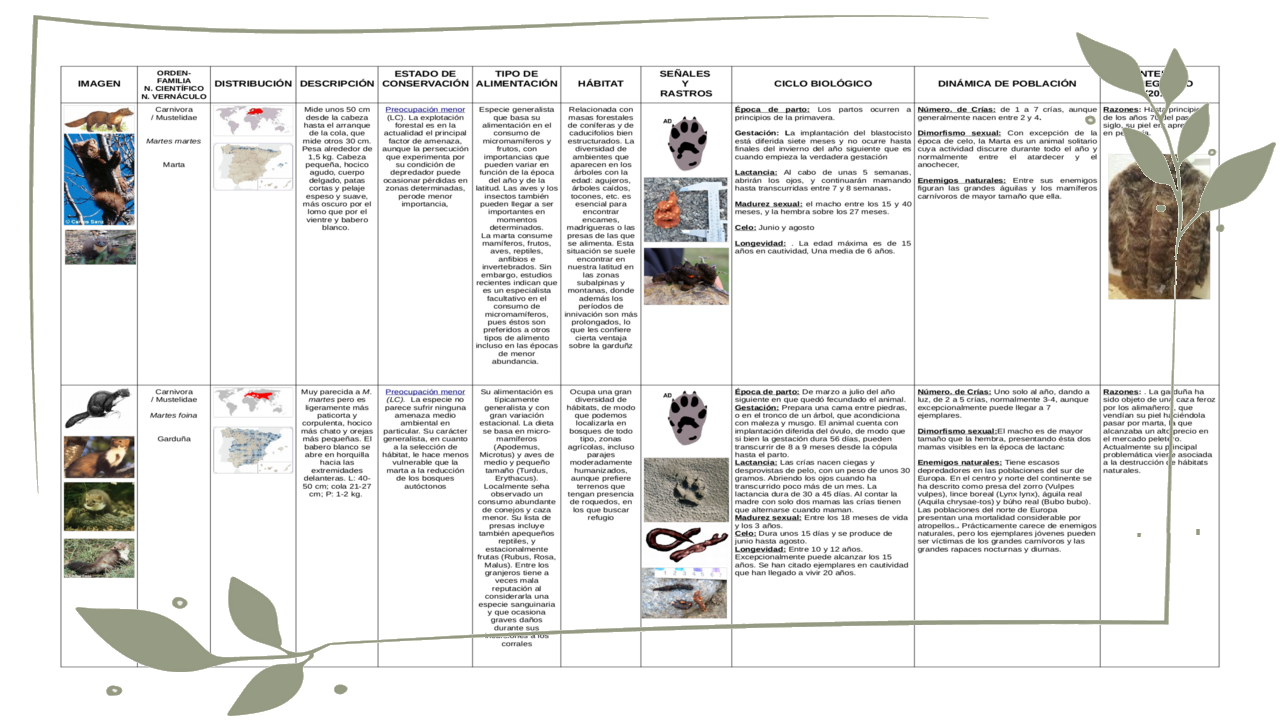 IMAGEN
ORDEN-
FAMILIA
N. CIENTÍFICO
N. VERNÁCULO
DISTRIBUCIÓN
DESCRIPCIÓN
ESTADO DE
CONSERVACIÓN
TIPO DE
ALIMENTACIÓN
HÁBITAT
SEÑALES
Y
RASTROS
CICLO BIOLÓGICO
DINÁMICA DE POBLACIÓN
© Carlos Sanz
Carnivora
/ Mustelidae
Martes martes
Marta
Mide unos 50 cm
desde la cabeza
hasta el arranque
de la cola, que
mide otros 30 cm.
Pesa alrededor de
1,5 kg. Cabeza
pequeña, hocico
agudo, cuerpo
delgado, patas
cortas y pelaje
espeso y suave,
más oscuro por el
lomo que por el
vientre y babero
blanco.
Preocupación menor
(LC). La explotación
forestal es en la
actualidad el principal
factor de amenaza,
aunque la persecución
que experimenta por
su condición de
depredador puede
ocasionar pérdidas en
zonas determinadas,
perode menor
importancia,
Especie generalista
que basa su
alimentación en el
consumo de
micromamíferos y
frutos, con
importancias que
pueden variar en
función de la época
del año y de la
latitud. Las aves y los
insectos también
pueden llegar a ser
importantes en
momentos
determinados.
La marta consume
mamíferos, frutos,
aves, reptiles,
anfibios e
invertebrados. Sin
embargo, estudios
recientes indican que
es un especialista
facultativo en el
consumo de
micromamíferos,
pues éstos son
preferidos a otros
tipos de alimento
incluso en las épocas
de menor
abundancia.
Relacionada con
masas forestales
de coníferas y de
caducifolios bien
estructurados. La
diversidad de
ambientes que
aparecen en los
árboles con la
edad: agujeros,
árboles caídos,
tocones, etc. es
esencial para
encontrar
encames,
madrigueras o las
presas de las que
se alimenta. Esta
situación se suele
encontrar en
nuestra latitud en
las zonas
subalpinas y
montanas, donde
además los
períodos de
innivación son más
prolongados, lo
que les confiere
cierta ventaja
sobre la garduñz
AD
Época de parto: Los partos ocurren a
principios de la primavera.
Gestación: La implantación del blastocisto
está diferida siete meses y no ocurre hasta
finales del invierno del año siguiente que es
cuando empieza la verdadera gestación
Lactancia: Al cabo de unas 5 semanas,
abrirán los ojos, y continuarán mamando
hasta transcurridas entre 7 y 8 semanas.
Madurez sexual: el macho entre los 15 y 40
meses, y la hembra sobre los 27 meses.
Celo: Junio y agosto
Longevidad: . La edad máxima es de 15
años en cautividad, Una media de 6 años.
Número. de Crías: de 1 a 7 crías, aunque
generalmente nacen entre 2 y 4.
Dimorfismo sexual: Con excepción de la
época de celo, la Marta es un animal solitario
cuya actividad discurre durante todo el año y
normalmente entre el atardecer y el
anochecer,
Enemigos naturales: Entre sus enemigos
figuran las grandes águilas y los mamíferos
carnívoros de mayor tamaño que ella.
Razones: Hasta principios
de los años 70 del
siglo, su piel era
en
Carnivora
/ Mustelidae
Martes foina
Garduña
Muy parecida a M.
martes pero es
ligeramente más
paticorta y
corpulenta, hocico
más chato y orejas
más pequeñas. El
babero blanco se
abre en horquilla
hacia las
extremidades
delanteras. L: 40-
50 cm; cola 21-27
cm; P: 1-2 kg.
Preocupación menor
(LC). La especie no
parece sufrir ninguna
amenaza medio
ambiental en
particular. Su carácter
generalista, en cuanto
a la selección de
hábitat, le hace menos
vulnerable que la
marta a la reducción
de los bosques
autóctonos
Su alimentación es
típicamente
generalista y con
gran variación
estacional. La dieta
se basa en micro-
mamíferos
(Apodemus,
Microtus) y aves de
medio y pequeño
tamaño (Turdus,
Erythacus).
Localmente seha
observado un
consumo abundante
de conejos y caza
menor. Su lista de
presas incluye
también apequeños
reptiles, y
estacionalmente
frutas (Rubus, Rosa,
Malus). Entre los
granjeros tiene a
veces mala
reputación al
considerarla una
especie sanguinaria
y que ocasiona
graves daños
durante sus
incursiones a los
corrales
Ocupa una gran
diversidad de
hábitats, de modo
que podemos
localizarla en
bosques de todo
tipo, zonas
agrícolas, incluso
parajes
moderadamente
humanizados,
aunque prefiere
terrenos que
tengan presencia
de roquedo, en
los que buscar
refugio
AD
Época de parto: De marzo a julio del año
siguiente en que quedó fecundado el animal.
Gestación: Prepara una cama entre piedras,
o en el tronco de un árbol, que acondiciona
con maleza y musgo. El animal cuenta con
implantación diferida del óvulo, de modo que
si bien la gestación dura 56 días, pueden
transcurrir de 8 a 9 meses desde la cópula
hasta el parto.
Lactancia: Las crías nacen ciegas y
desprovistas de pelo, con un peso de unos 30
gramos. Abriendo los ojos cuando ha
transcurrido poco más de un mes. La
lactancia dura de 30 a 45 días. Al contar la
madre con solo dos mamas las crías tienen
que alternarse cuando maman.
Madurez sexual: Entre los 18 meses de vida
y los 3 años.
Celo: Dura unos 15 días y se produce de
junio hasta agosto.
Longevidad: Entre 10 y 12 años.
Excepcionalmente puede alcanzar los 15
años. Se han citado ejemplares en cautividad
que han llegado a vivir 20 años.
Número. de Crías: Uno solo al año, dando a
luz, de 2 a 5 crías, normalmente 3-4, aunque
excepcionalmente puede llegar a 7
ejemplares.
Dimorfismo sexual:El macho es de mayor
tamaño que la hembra, presentando ésta dos
mamas visibles en la época de lactanc
Enemigos naturales: Tiene escasos
depredadores en las poblaciones del sur de
Europa. En el centro y norte del continente se
ha descrito como presa del zorro (Vulpes
vulpes), lince boreal (Lynx lynx), águila real
(Aquila chrysae-tos) y búho real (Bubo bubo).
Las poblaciones del norte de Europa
presentan una mortalidad considerable por
atropellos.. Prácticamente carece de enemigos
naturales, pero los ejemplares jóvenes pueden
ser víctimas de los grandes carnívoros y las
grandes rapaces nocturnas y diurnas.
Razones: . La garduña ha
sido objeto de una caza feroz
por los alimañeros, que
vendían su piel haciéndola
pasar por marta, la que
alcanzaba un alto precio en
el mercado peletero.
Actualmente su principal
problemática viene asociada
a la destrucción de hábitats
naturales.